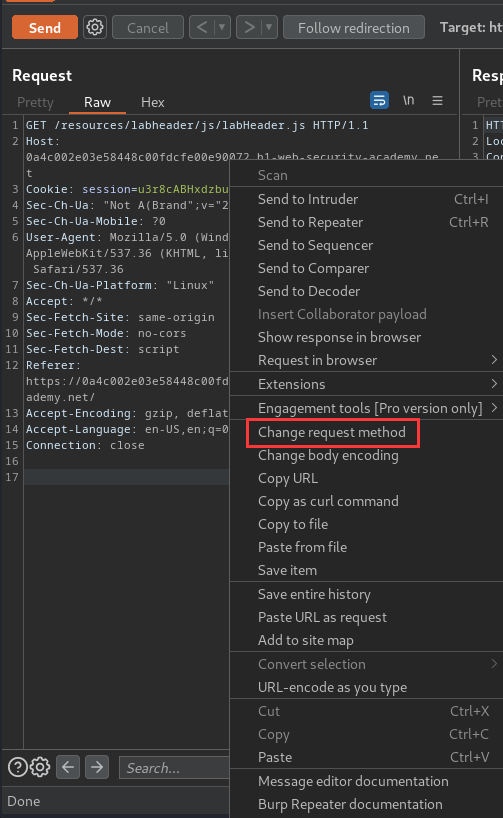 Send Cancel < > Follow redirection Target:
Request
Pretty Raw Hex \n
1 GET /resources/labheader/js/labHeader.js HTTP/1.1
2 Host:
0a4c002e03e58448c00fdcfe00e90072.h1-web-security-academy.ne
t
3 Cookie: session=u3r8cABHxdzbu
4 Sec-Ch-Ua: "Not A(Brand";v="2
5 Sec-Ch-Ua-Mobile: ?0
6 User-Agent: Mozilla/5.0 (Wind
AppleWebKit/537.36 (KHTML, li
Safari/537.36
7 Sec-Ch-Ua-Platform: "Linux"
8 Accept: */*
9 Sec-Fetch-Site: same-origin
10 Sec-Fetch-Mode: no-cors
11 Sec-Fetch-Dest: script
12 Referer:
https://0a4c002e03e58448c00fd
ademy.net/
13 Accept-Encoding: gzip, deflat
14 Accept-Language: en-US,en;q=0
15 Connection: close
16
17
Resp
Pret
1 HTT
2 Loc
3 Con
Scan
Send to Intruder Ctrl+I
Send to Repeater Ctrl+R
Send to Sequencer
Send to Comparer
Send to Decoder
Insert Collaborator payload
Show response in browser
Request in browser
Extensions
Engagement tools [Pro version only]
Change request method
Change body encoding
Copy URL
Copy as curl command
Copy to file
Paste from file
Save item
Save entire history
Paste URL as request
Add to site map
Convert selection
URL-encode as you type
Cut Ctrl+X
Copy Ctrl+C
Paste Ctrl+V
Message editor documentation
Burp Repeater documentation
Search...
Done